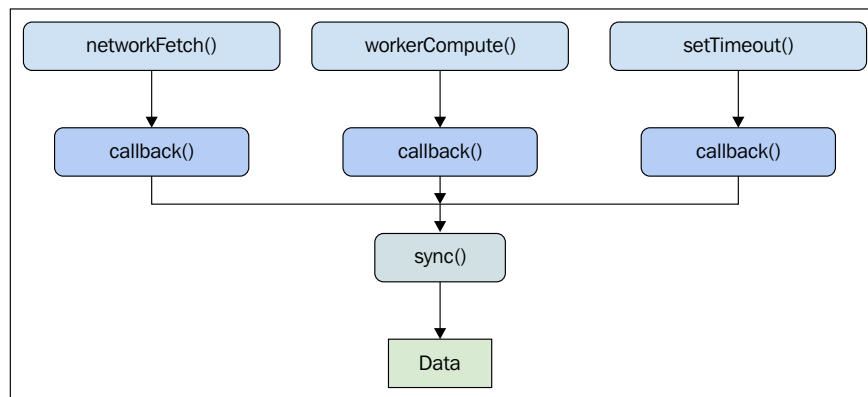 networkFetch()
workerCompute()
setTimeout()
callback()
callback()
callback()
sync()
Data